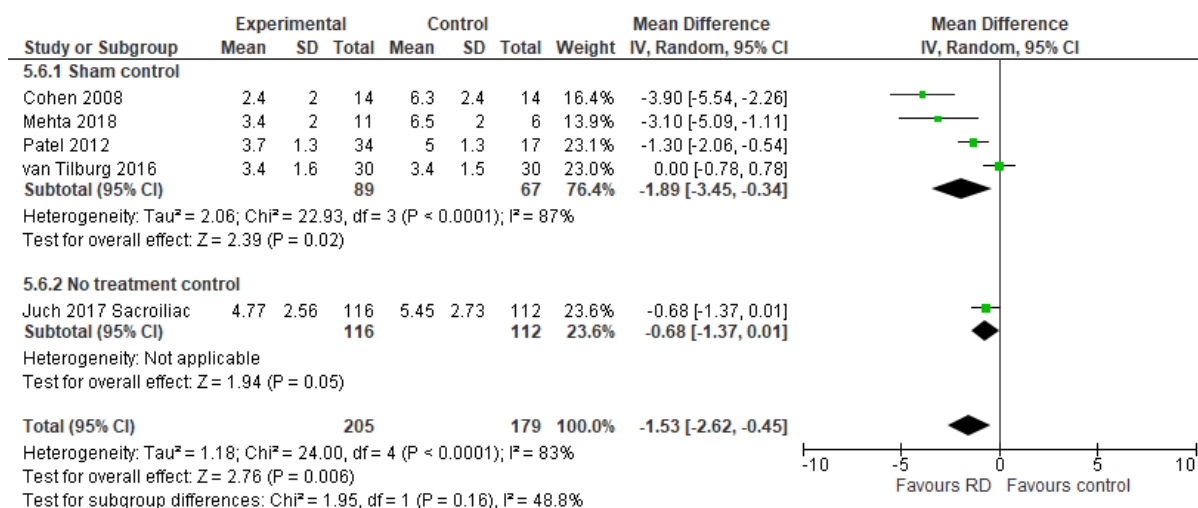 Experimental Control Mean Difference Mean Difference
Study or Subgroup Mean SD Total Mean SD Total Weight IV, Random, 95% CI IV, Random, 95% CI
5.6.1 Sham control
Cohen 2008 2.4 2 14 6.3 2.4 14 16.4% -3.90 [-5.54, -2.26]
Mehta 2018 3.4 2 11 6.5 2 6 13.9% -3.10 [-5.09, -1.11]
Patel 2012 3.7 1.3 34 5 1.3 17 23.1% -1.30 [-2.06, -0.54]
van Tilburg 2016 3.4 1.6 30 3.4 1.5 30 23.0% 0.00 [-0.78, 0.78]
Subtotal (95% CI) 89 67 76.4% -1.89 [-3.45, -0.34]
Heterogeneity: Tau² = 2.06; Chi² = 22.93, df = 3 (P < 0.0001); I² = 87%
Test for overall effect: Z = 2.39 (P = 0.02)
5.6.2 No treatment control
Juch 2017 Sacroiliac 4.77 2.56 116 5.45 2.73 112 23.6% -0.68 [-1.37, 0.01]
Subtotal (95% CI) 116 112 23.6% -0.68 [-1.37, 0.01]
Heterogeneity: Not applicable
Test for overall effect: Z = 1.94 (P = 0.05)
Total (95% CI) 205 179 100.0% -1.53 [-2.62, -0.45]
Heterogeneity: Tau² = 1.18; Chi² = 24.00, df = 4 (P < 0.0001); I² = 83%
Test for overall effect: Z = 2.76 (P = 0.006)
Test for subgroup differences: Chi² = 1.95, df = 1 (P = 0.16), I² = 48.8%
-10 -5 0 5 10
Favours RD Favours control